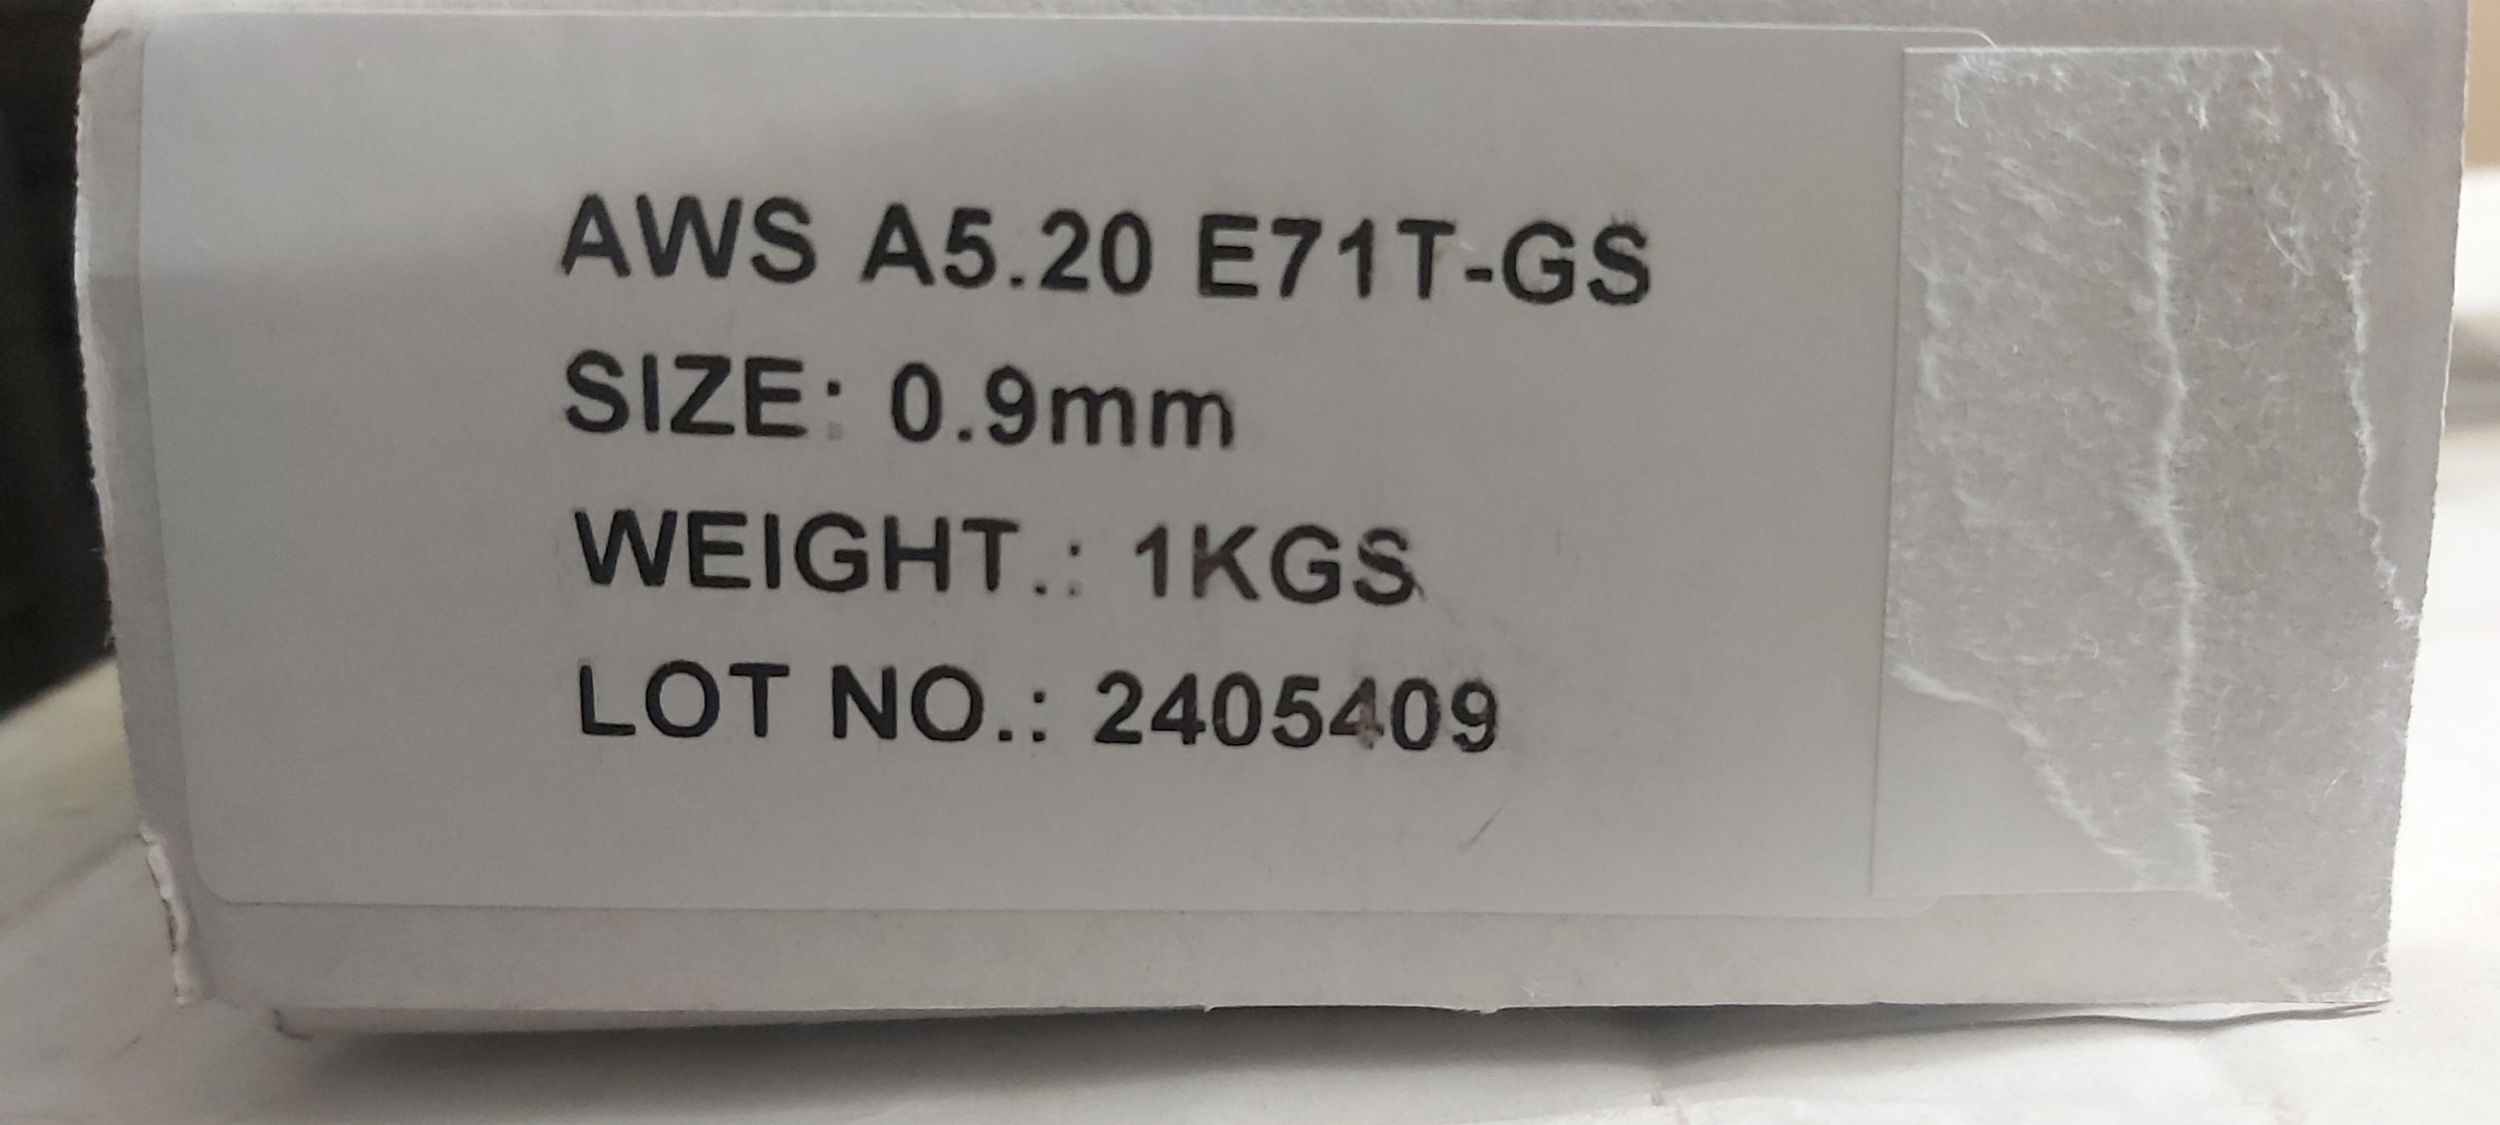 AWS A5.20 E71T-GS
SIZE: 0.9mm
WEIGHT.: 1KGS
LOT NO.: 2405409